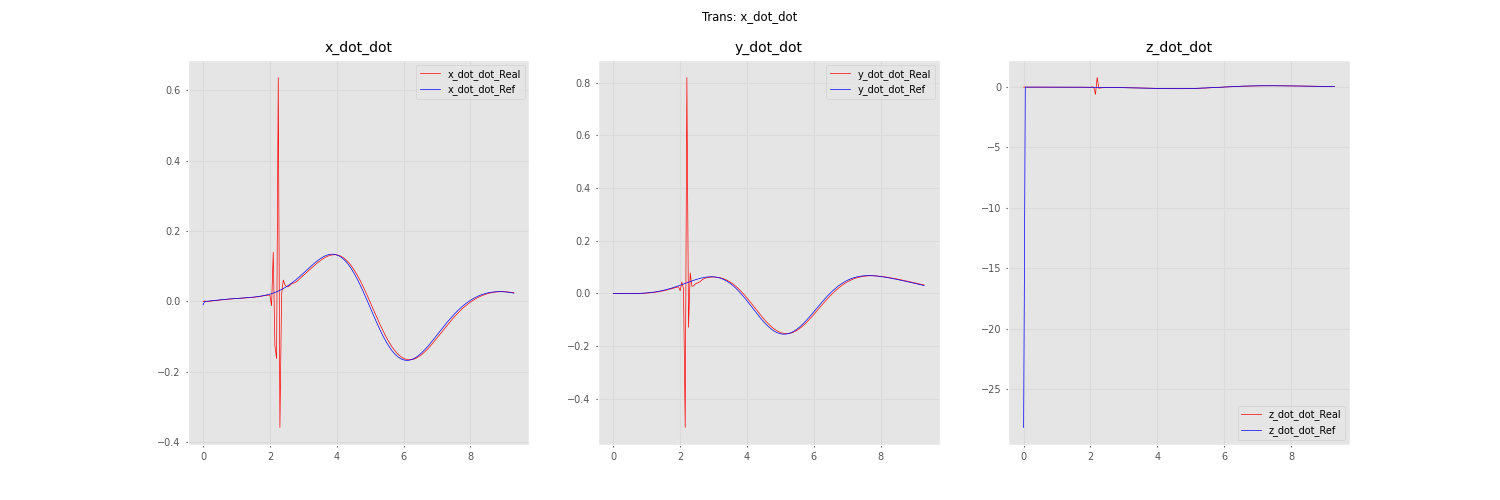 Trans: x_dot_dot
x_dot_dot
x_dot_dot_Real
x_dot_dot_Ref
0.6
0.4
0.2
0.0
−0.2
−0.4
0 2 4 6 8
y_dot_dot
y_dot_dot_Real
y_dot_dot_Ref
0.8
0.6
0.4
0.2
0.0
−0.2
−0.4
0 2 4 6 8
z_dot_dot
0
−5
−10
−15
−20
−25
z_dot_dot_Real
z_dot_dot_Ref
0 2 4 6 8